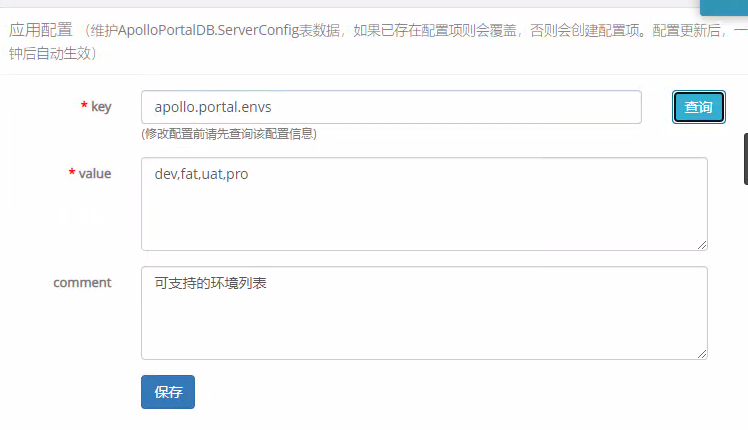 应用配置 （维护ApolloPortalDB.ServerConfig表数据，如果已存在配置项则会覆盖，否则会创建配置项。配置更新后，一
钟后自动生效）
* key
apollo.portal.envs
查询
(修改配置前请先查询该配置信息)
* value
dev,fat,uat,pro
comment
可支持的环境列表
保存